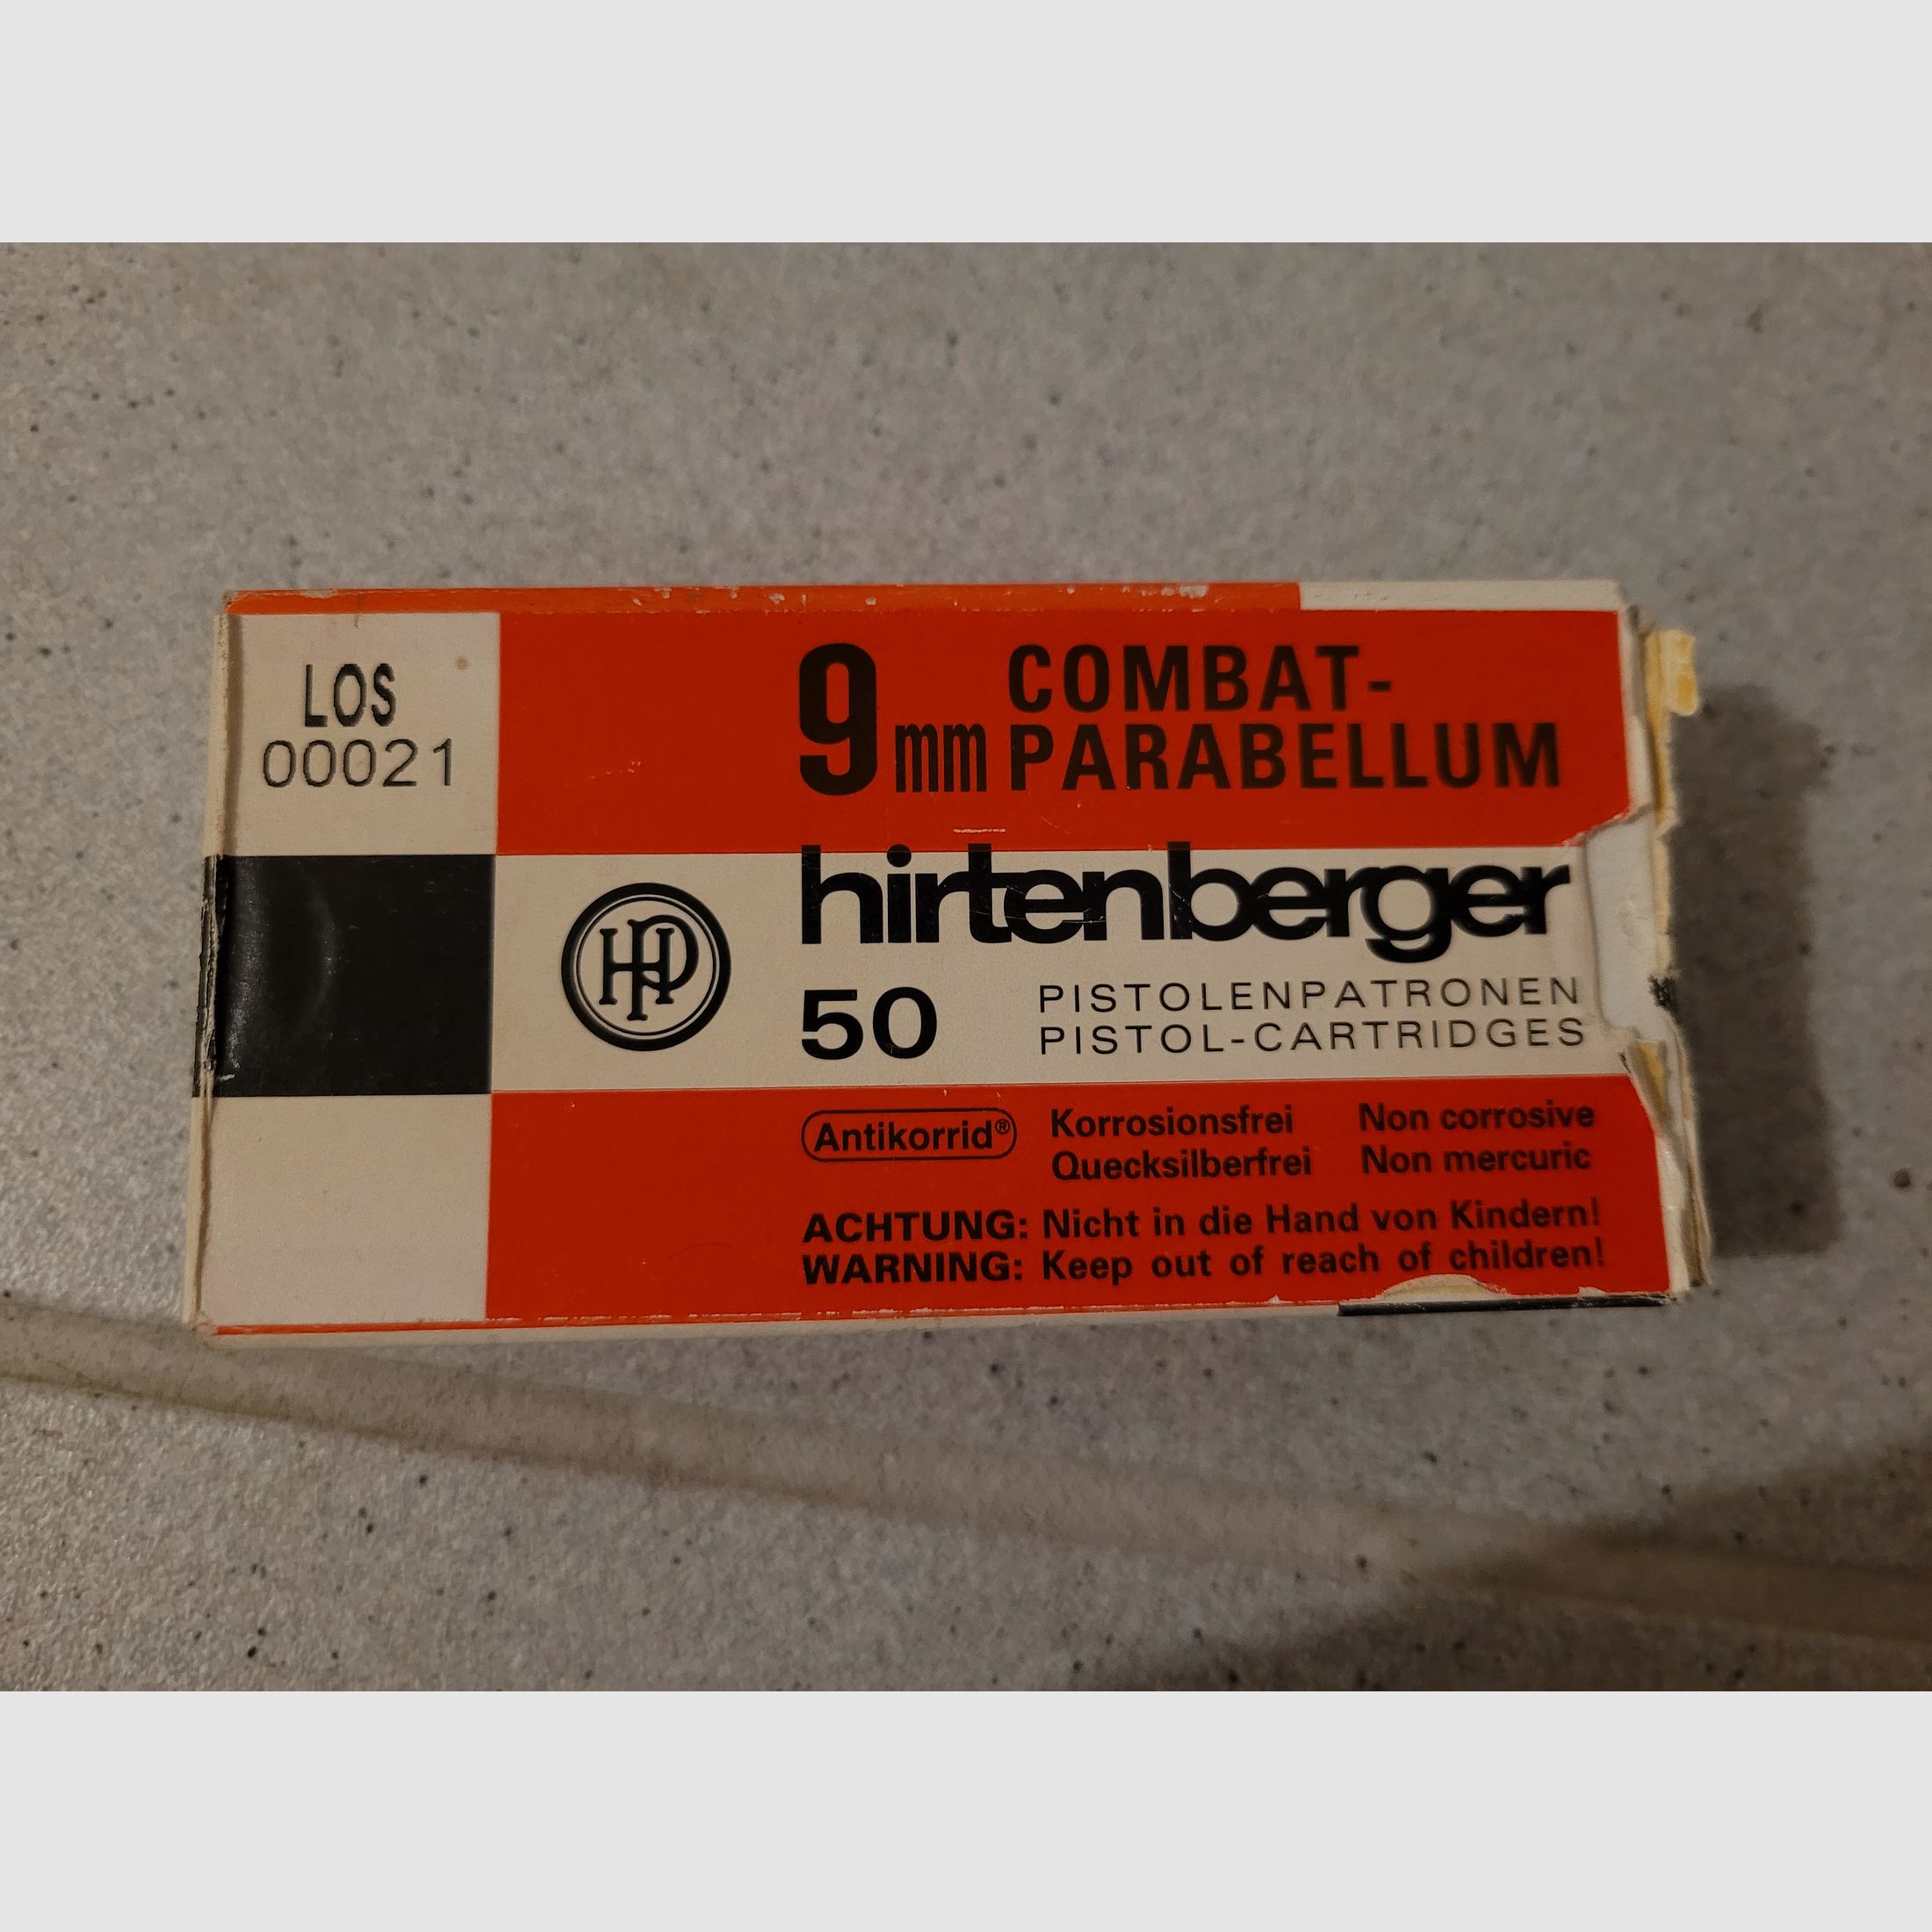 LOS
00021
9mm COMBAT-
PARABELLUM
HP
hirtenberger
50 PISTOLENPATRONEN
PISTOL-CARTRIDGES
Antikorrid® Korrosionsfrei Non corrosive
Quecksilberfrei Non mercuric
ACHTUNG: Nicht in die Hand von Kindern!
WARNING: Keep out of reach of children!